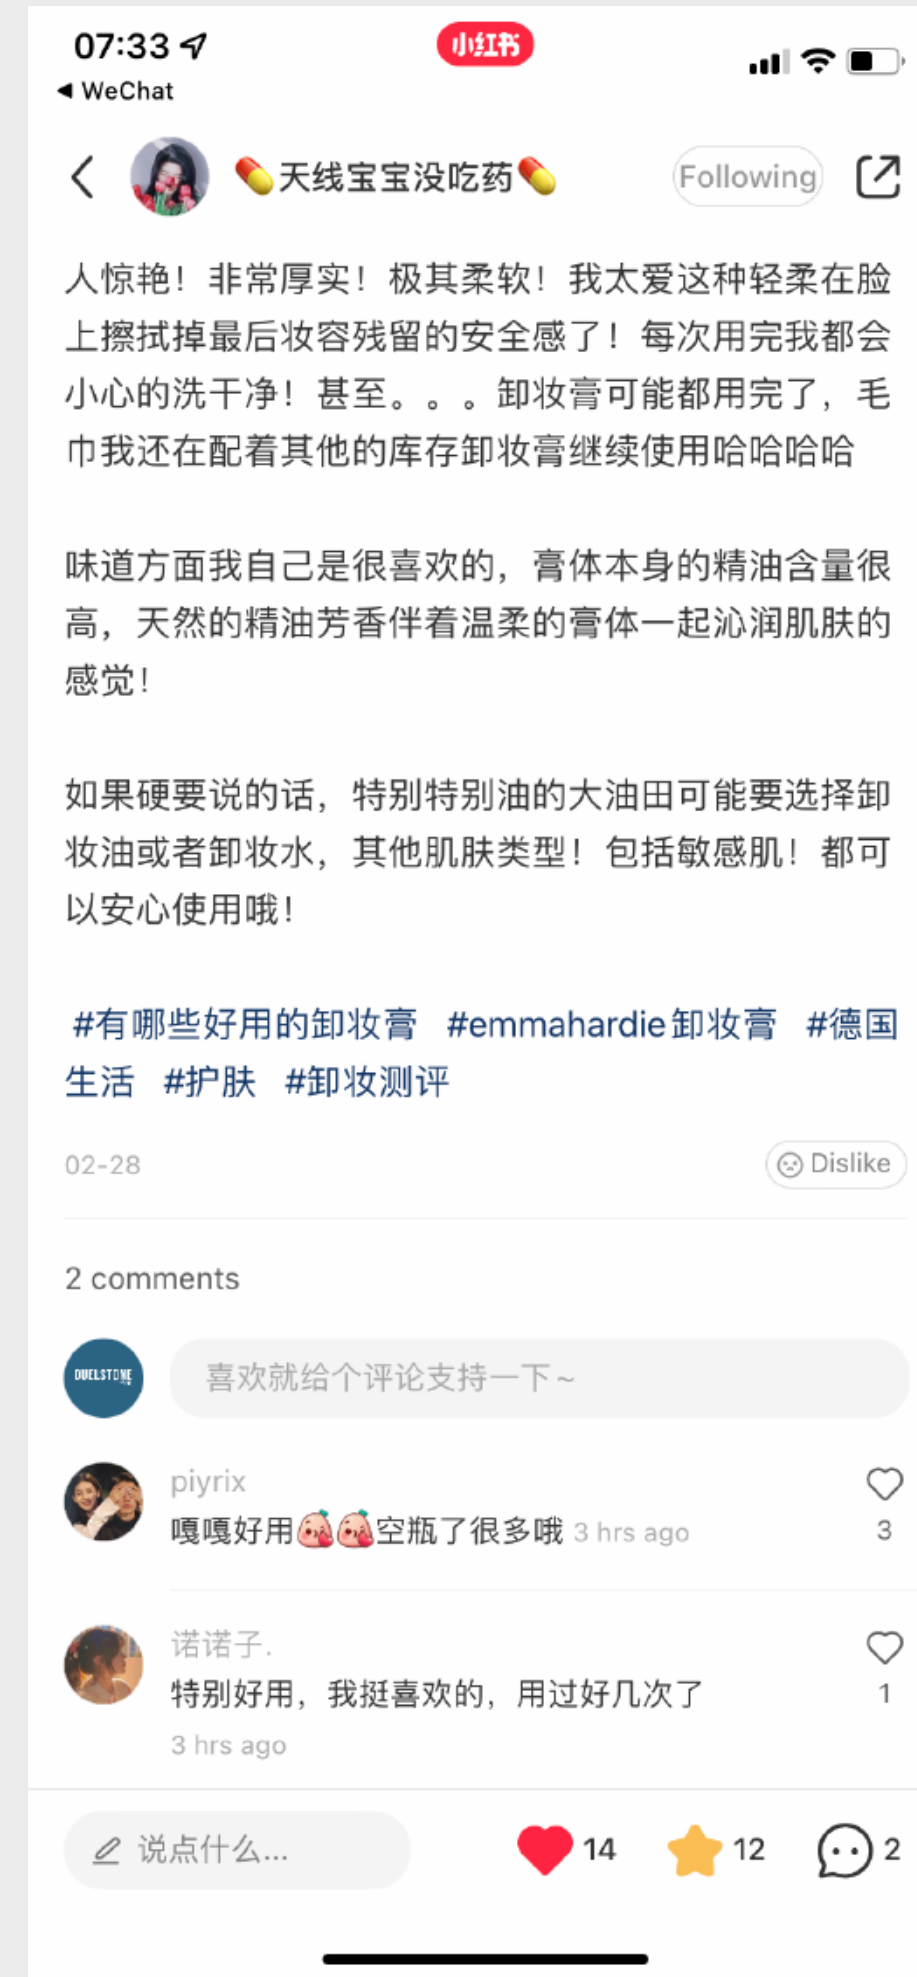 07:33
小红书
WeChat
天线宝宝没吃药
Following
人惊艳！非常厚实！极其柔软！我太爱这种轻柔在脸
上擦拭掉最后妆容残留的安全感了！每次用完我都会
小心的洗干净！甚至。。。卸妆膏可能都用完了，毛
巾我还在配着其他的库存卸妆膏继续使用哈哈哈哈
味道方面我自己是很喜欢的，膏体本身的精油含量很
高，天然的精油芳香伴着温柔的膏体一起沁润肌肤的
感觉！
如果硬要说的话，特别特别油的大油田可能要选择卸
妆油或者卸妆水，其他肌肤类型！包括敏感肌！都可
以安心使用哦！
#有哪些好用的卸妆膏 #emmahardie卸妆膏 #德国
生活 #护肤 #卸妆测评
02-28
Dislike
2 comments
DUELSTONE
喜欢就给个评论支持一下~
piyrix
嘎嘎好用空瓶了很多哦 3 hrs ago
3
诺诺子.
特别好用，我挺喜欢的，用过好几次了
1
3 hrs ago
说点什么...
14
12
2